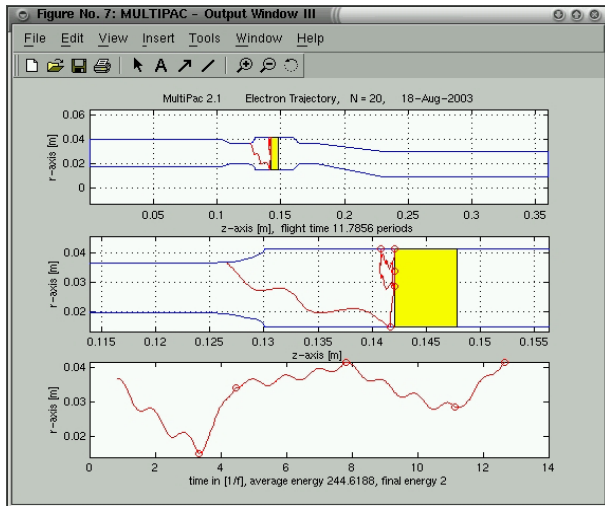 Figure No. 7: MULTIPAC - Output Window III
File Edit View Insert Tools Window Help
A
MultiPac 2.1 Electron Trajectory, N = 20, 18-Aug-2003
r-axis [m]
0.06
0.04
0.02
0
0.05 0.1 0.15 0.2 0.25 0.3 0.35
z-axis [m], flight time 11.7856 periods
r-axis [m]
0.04
0.03
0.02
0.115 0.12 0.125 0.13 0.135 0.14 0.145 0.15 0.155
z-axis [m]
r-axis [m]
0.04
0.03
0.02
0 2 4 6 8 10 12 14
time in [1/f], average energy 244.6188, final energy 2